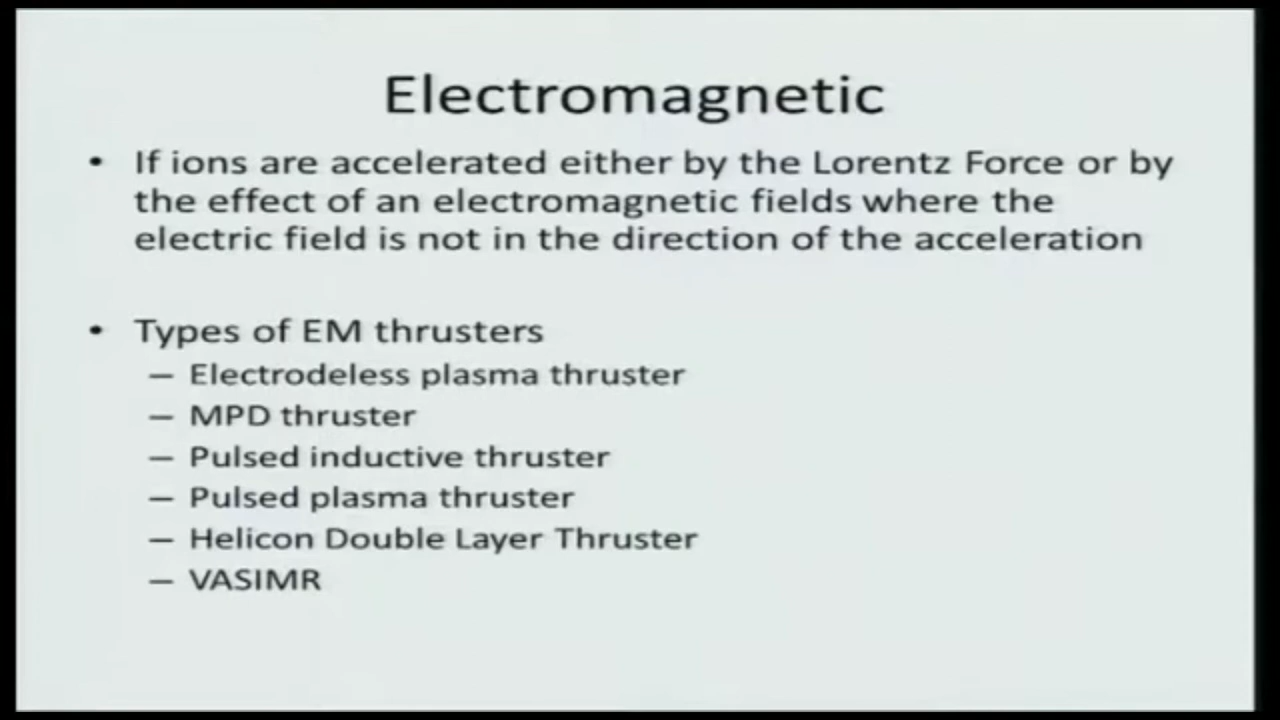 Electromagnetic
• If ions are accelerated either by the Lorentz Force or by
the effect of an electromagnetic fields where the
electric field is not in the direction of the acceleration
• Types of EM thrusters
– Electrodeless plasma thruster
– MPD thruster
– Pulsed inductive thruster
– Pulsed plasma thruster
– Helicon Double Layer Thruster
– VASIMR